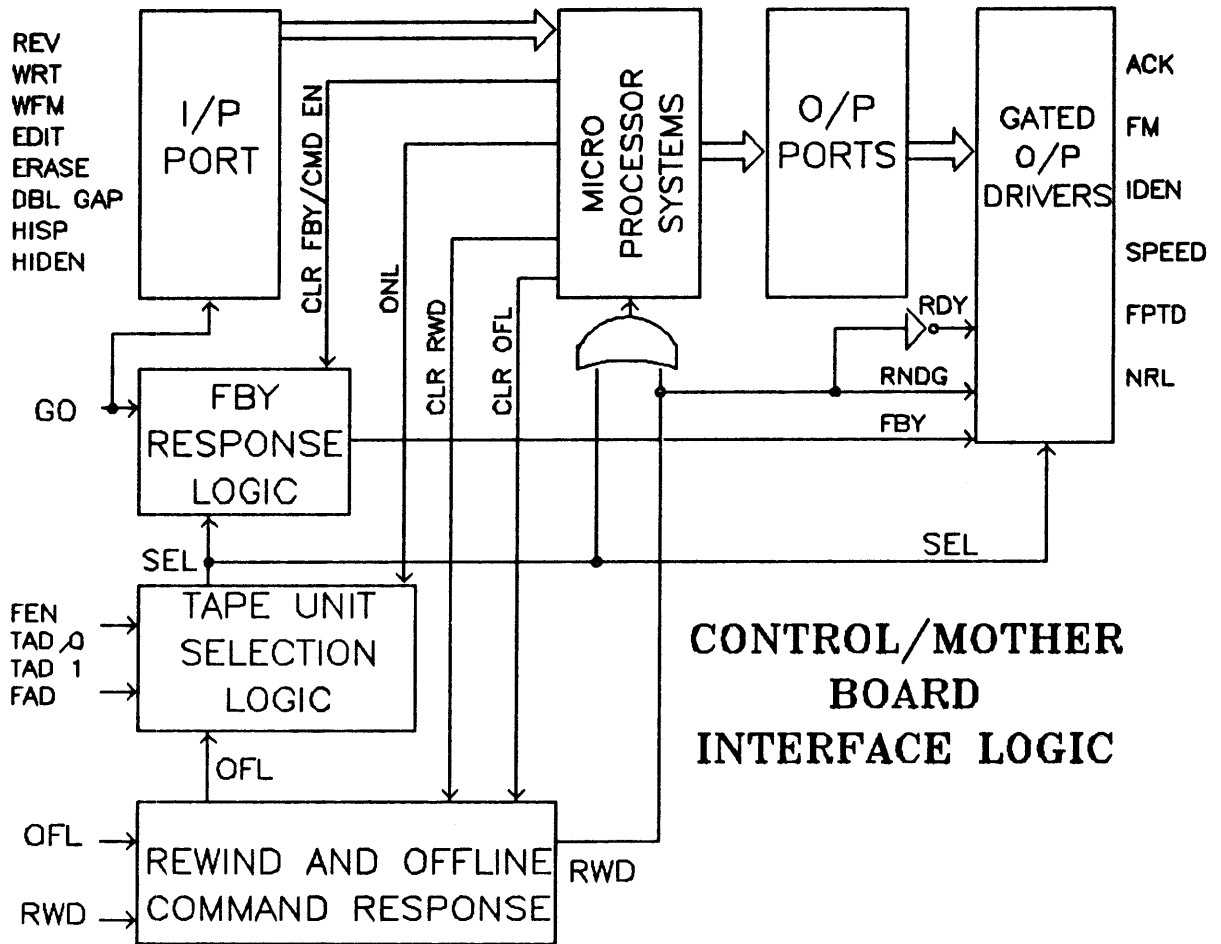 REV
WRT
WFM
EDIT
ERASE
DBL GAP
HISP
HIDEN
I/P
PORT
CLR FBY/CMD EN
ONL
CLR RWD
CLR OFL
MICRO
PROCESSOR
SYSTEMS
O/P
PORTS
GATED
O/P
DRIVERS
ACK
FM
IDEN
SPEED
FPTD
NRL
RDY
RNDG
FBY
GO
FBY
RESPONSE
LOGIC
SEL
SEL
FEN
TAD 0
TAD 1
FAD
TAPE UNIT
SELECTION
LOGIC
CONTROL/MOTHER
BOARD
INTERFACE LOGIC
OFL
OFL
RWD
REWIND AND OFFLINE
COMMAND RESPONSE
RWD